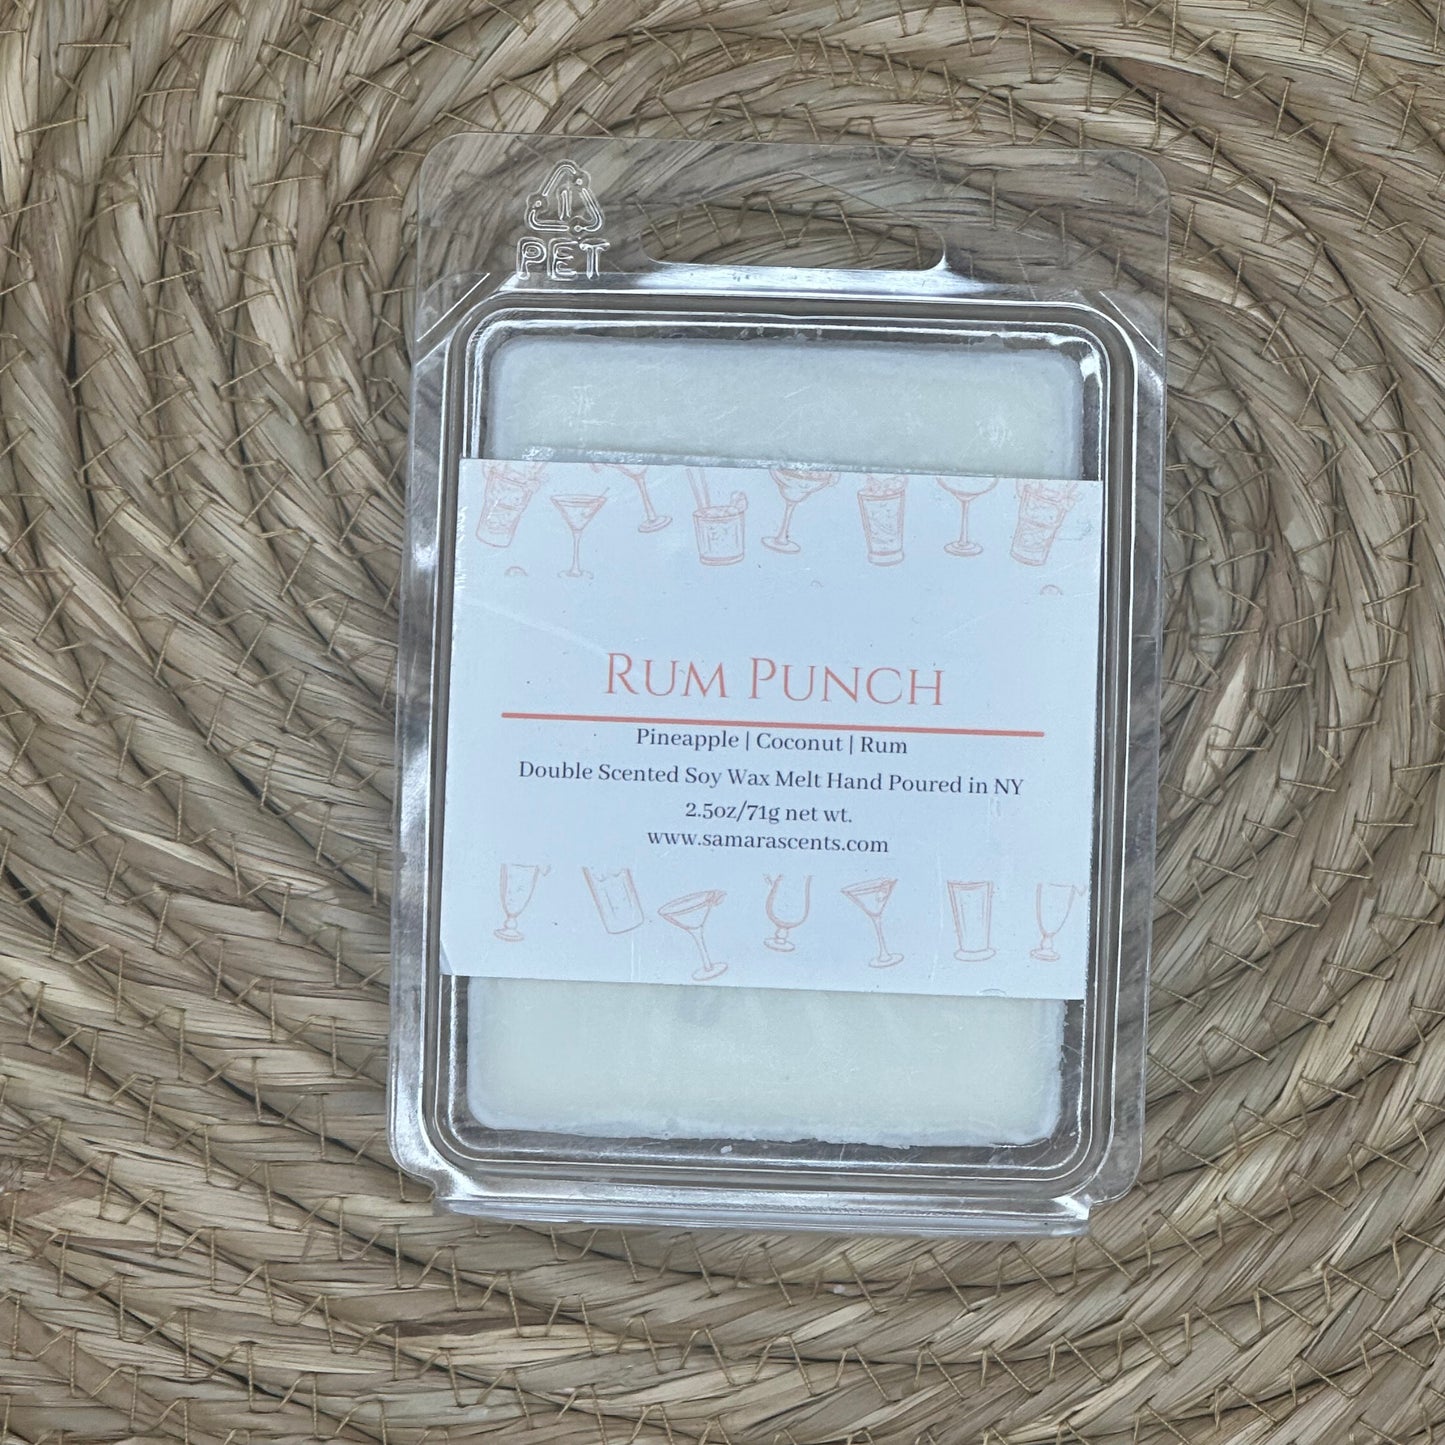 1
PET
Rum Punch
Pineapple | Coconut | Rum
Double Scented Soy Wax Melt Hand Poured in NY
2.5oz/71g net wt.
www.samarascents.com